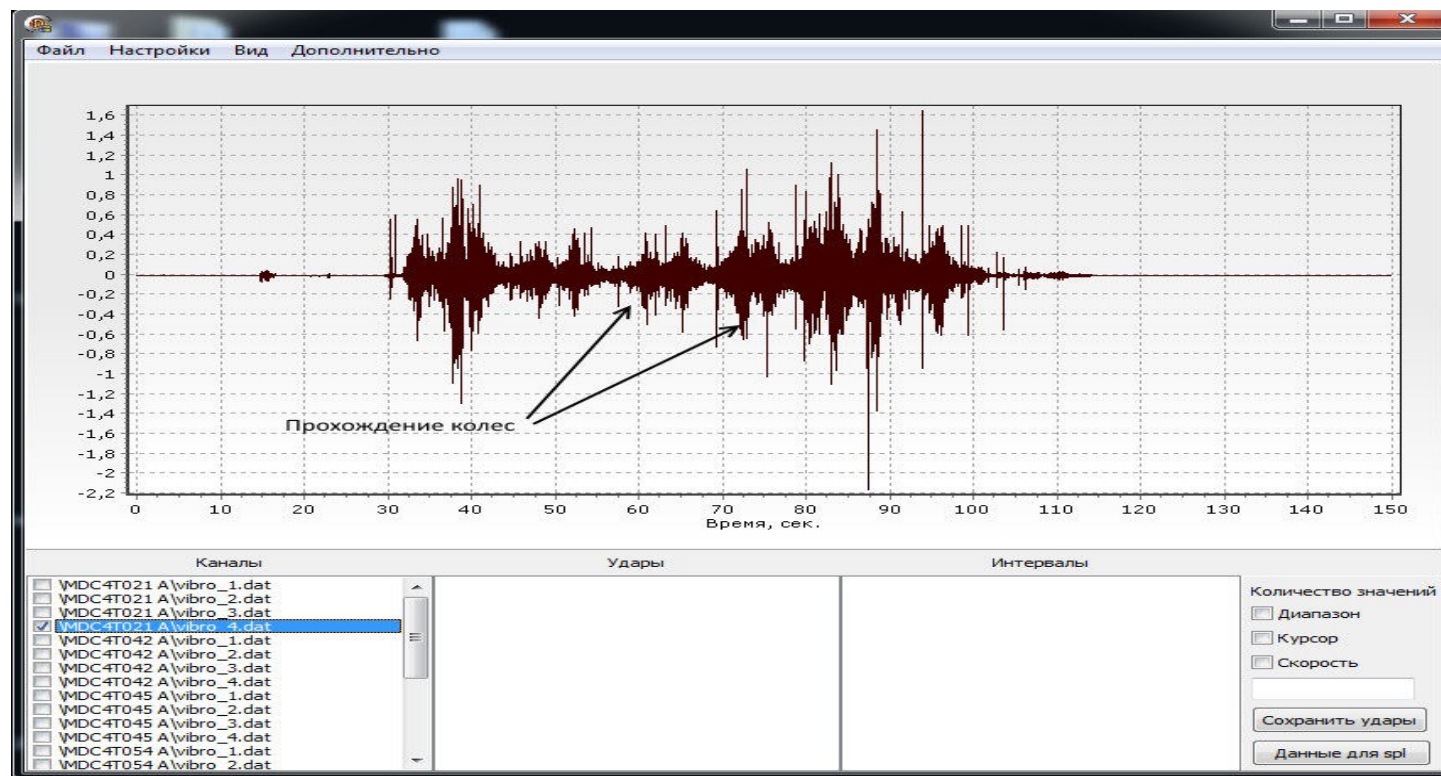 Файл Настройки Вид Дополнительно
1,6
1,4
1,2
1
0,8
0,6
0,4
0,2
0
-0,2
-0,4
-0,6
-0,8
-1
-1,2
-1,4
-1,6
-1,8
-2
-2,2
Прохождение колес
0 10 20 30 40 50 60 70 80 90 100 110 120 130 140 150
Время, сек.
Каналы Удары Интервалы
\MDC4T021 A\vibro_1.dat
\MDC4T021 A\vibro_2.dat
\MDC4T021 A\vibro_3.dat
\MDC4T021 A\vibro_4.dat
\MDC4T042 A\vibro_1.dat
\MDC4T042 A\vibro_2.dat
\MDC4T042 A\vibro_3.dat
\MDC4T042 A\vibro_4.dat
\MDC4T045 A\vibro_1.dat
\MDC4T045 A\vibro_2.dat
\MDC4T045 A\vibro_3.dat
\MDC4T045 A\vibro_4.dat
\MDC4T054 A\vibro_1.dat
\MDC4T054 A\vibro_2.dat
Количество значений
Диапазон
Курсор
Скорость
Сохранить удары
Данные для spl